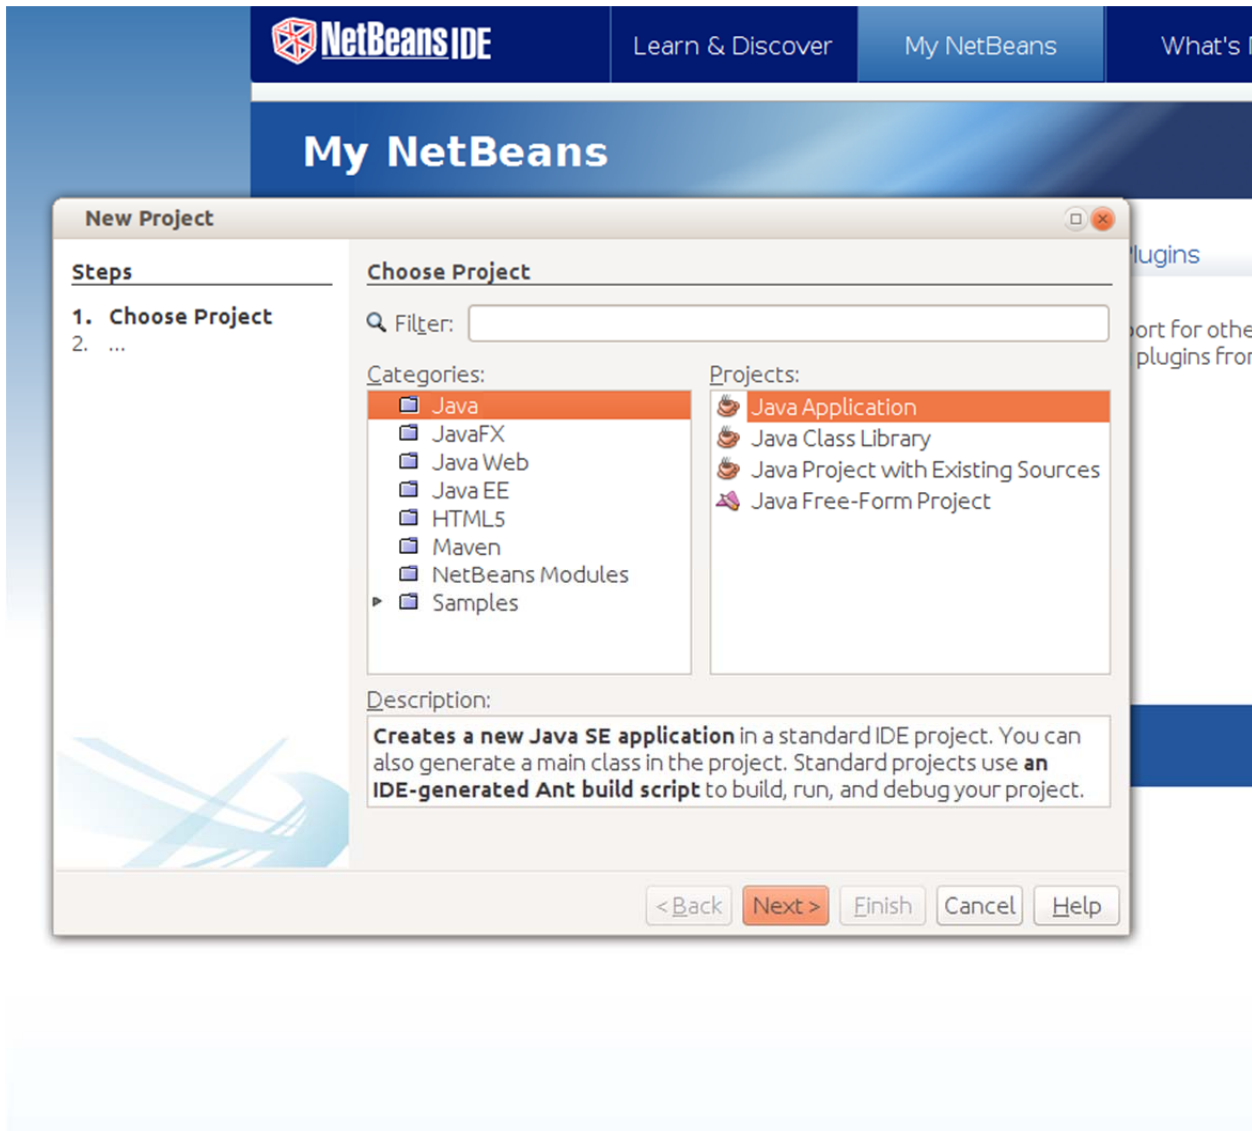 NetBeans IDE
Learn & Discover
My NetBeans
What's
My NetBeans
New Project
Steps
1. Choose Project
2. ...
Choose Project
Filter:
Categories:
Java
JavaFX
Java Web
Java EE
HTML5
Maven
NetBeans Modules
Samples
Projects:
Java Application
Java Class Library
Java Project with Existing Sources
Java Free-Form Project
Description:
Creates a new Java SE application in a standard IDE project. You can
also generate a main class in the project. Standard projects use an
IDE-generated Ant build script to build, run, and debug your project.
< Back
Next >
Finish
Cancel
Help
lugins
ort for othe
plugins fro